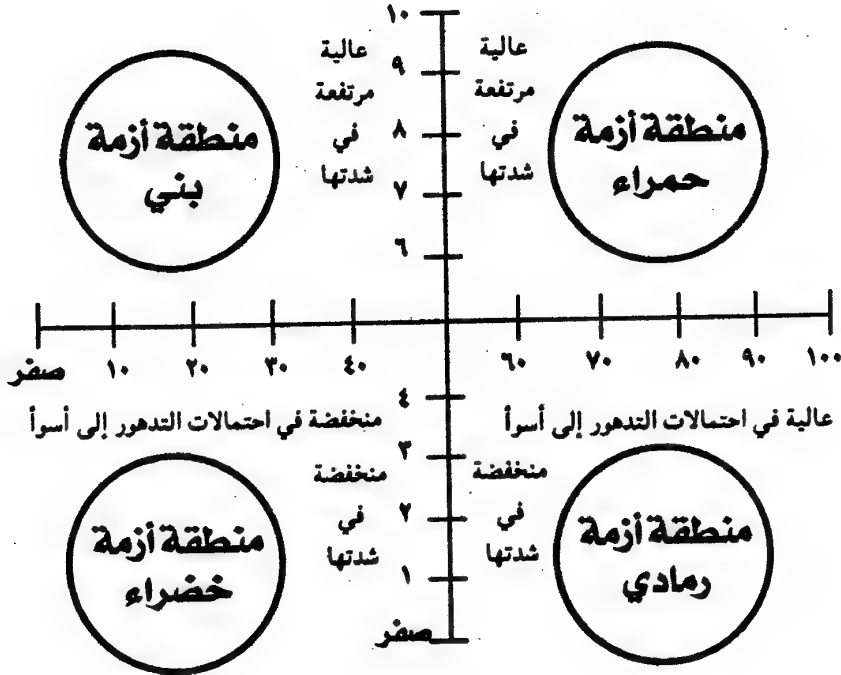 ١٠
عالية
مرتفعة
في
شدتها
عالية
مرتفعة
في
شدتها
٩
٨
٧
٦
منطقة أزمة
حمراء
منطقة أزمة
بني
صفر ١٠ ٢٠ ٣٠ ٤٠ ٦٠ ٧٠ ٨٠ ٩٠ ١٠٠
عالية في احتمالات التدهور إلى أسوأ
منخفضة في احتمالات التدهور إلى أسوأ
٤
٣
٢
١
صفر
منخفضة
في
شدتها
منخفضة
في
شدتها
منطقة أزمة
رمادي
منطقة أزمة
خضراء